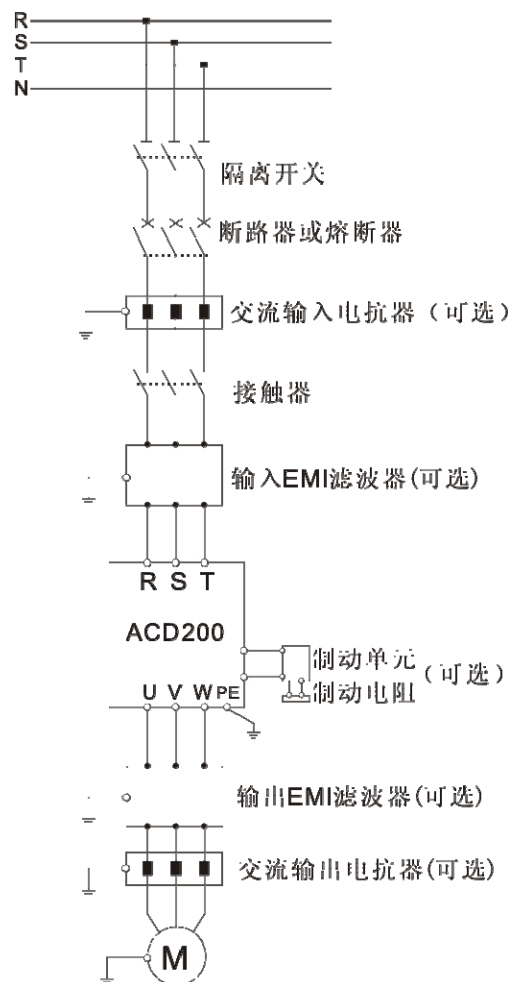 R
S
T
N
隔离开关
断路器或熔断器
交流输入电抗器（可选）
接触器
输入EMI滤波器(可选)
R S T
ACD200
制动单元
(可选)
制动电阻
U V W PE
输出EMI滤波器(可选)
交流输出电抗器(可选)
M